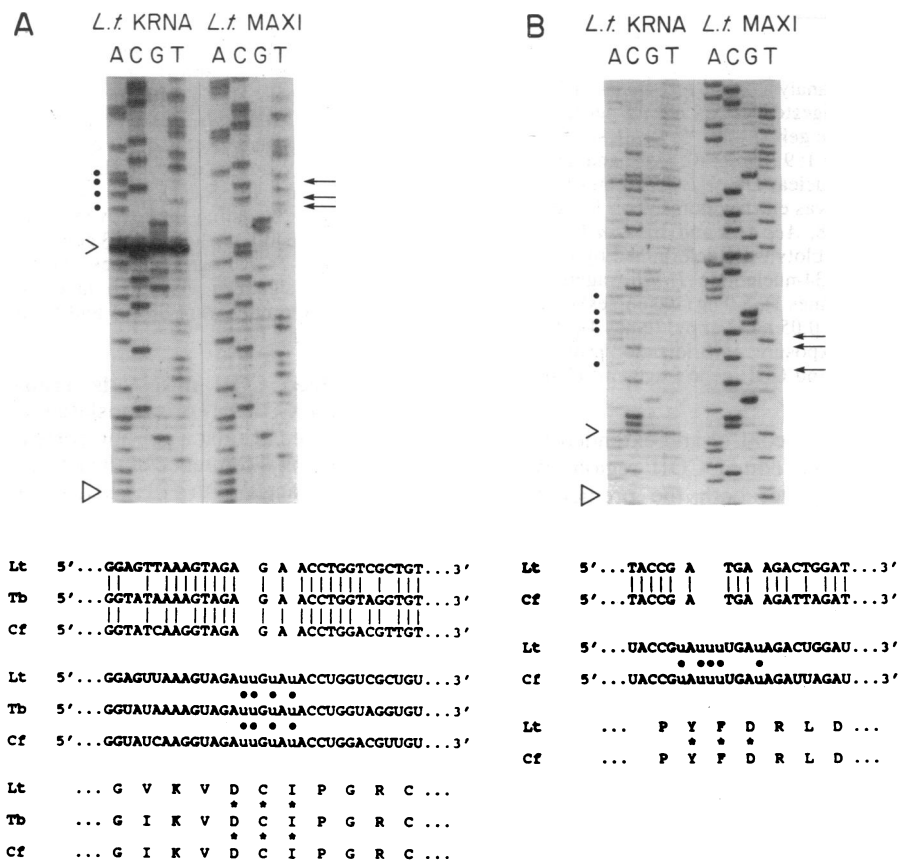 A
L.t. KRNA L.t. MAXI
A C G T A C G T
Lt 5'...GGAGTTAAAGTAGA G A ACCTGGTCGCTGT...3'
Tb 5'...GGTATAAAAGTAGA G A ACCTGGTAGGTGT...3'
Cf 5'...GGTATCAAGGTAGA G A ACCTGGACGTTGT...3'
Lt 5'...GGAGUUAAAGUAGAuuGuAuACCUGGUCGCUGU...3'
Tb 5'...GGUAUAAAAGUAGAuuGuAuACCUGGUAGGUGU...3'
Cf 5'...GGUAUCAAGGUAGAuuGuAuACCUGGACGUUGU...3'
Lt ... G V K V D C I P G R C ...
* * *
Tb ... G I K V D C I P G R C ...
* * *
Cf ... G I K V D C I P G R C ...
B
L.t. KRNA L.t. MAXI
A C G T A C G T
Lt 5'...TACCG A TGA AGACTGGAT...3'
Cf 5'...TACCG A TGA AGATTAGAT...3'
Lt 5'...UACCGuAuuuUGAuAGACUGGAU...3'
Cf 5'...UACCGuAuuuUGAuAGAUUAGAU...3'
Lt ... P Y F D R L D ...
* * *
Cf ... P Y F D R L D ...